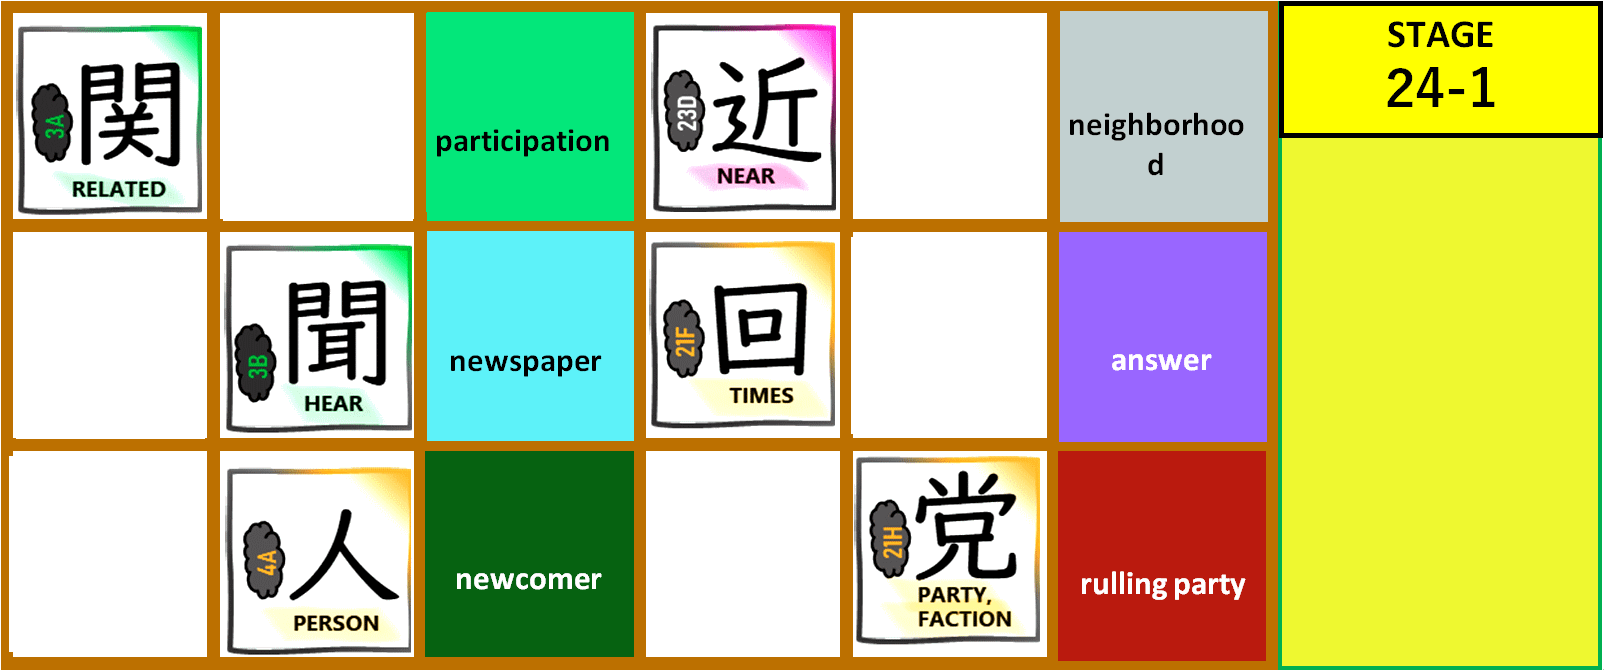 関
3A
RELATED
participation
近
23D
NEAR
neighborhoo
d
STAGE
24-1
聞
3B
HEAR
newspaper
回
21F
TIMES
answer
人
4A
PERSON
newcomer
党
21H
PARTY,
FACTION
rulling party